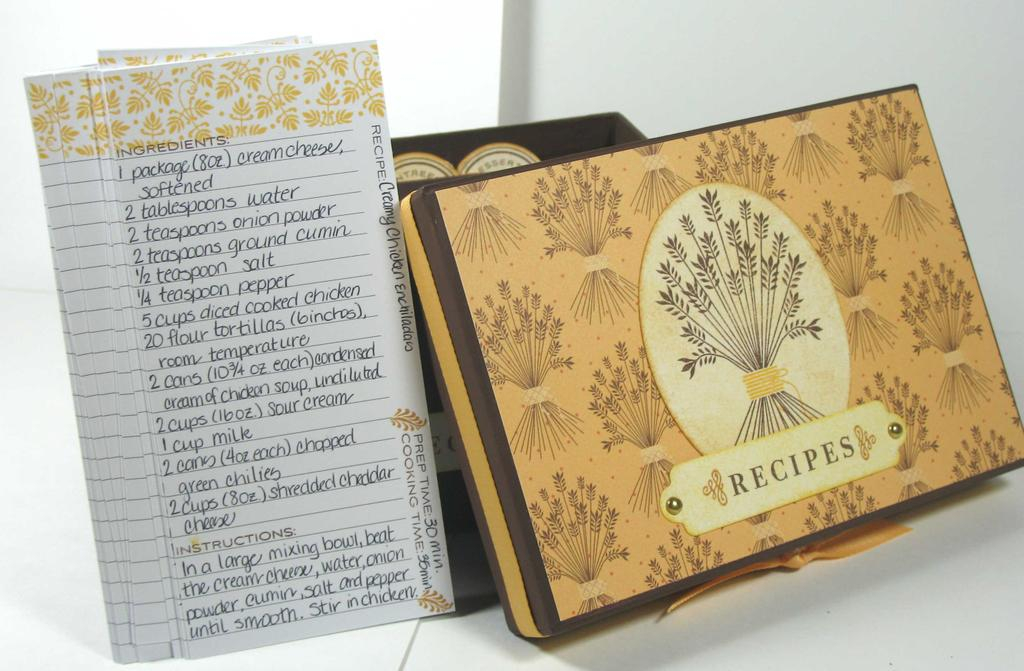 INGREDIENTS:
1 package (8oz.) cream cheese,
softened
2 tablespoons water
2 teaspoons onion powder
2 teaspoons ground cumin
½ teaspoon salt
¼ teaspoon pepper
5 cups diced cooked chicken
20 flour tortillas (6inches),
room temperature
2 cans (10¾ oz each) condensed
cream of chicken soup, undiluted
2 cups (16oz.) sour cream
1 cup milk
2 cans (4oz each) chopped
green chilies
2 cups (8oz.) shredded cheddar
cheese
INSTRUCTIONS:
In a large mixing bowl, beat
the cream cheese, water, onion
powder, cumin, salt and pepper
until smooth. Stir in chicken.
RECIPE: Creamy Chicken Enchiladas
PREP TIME: 30 min.
COOKING TIME: 35min.
DESSERT
RECIPES